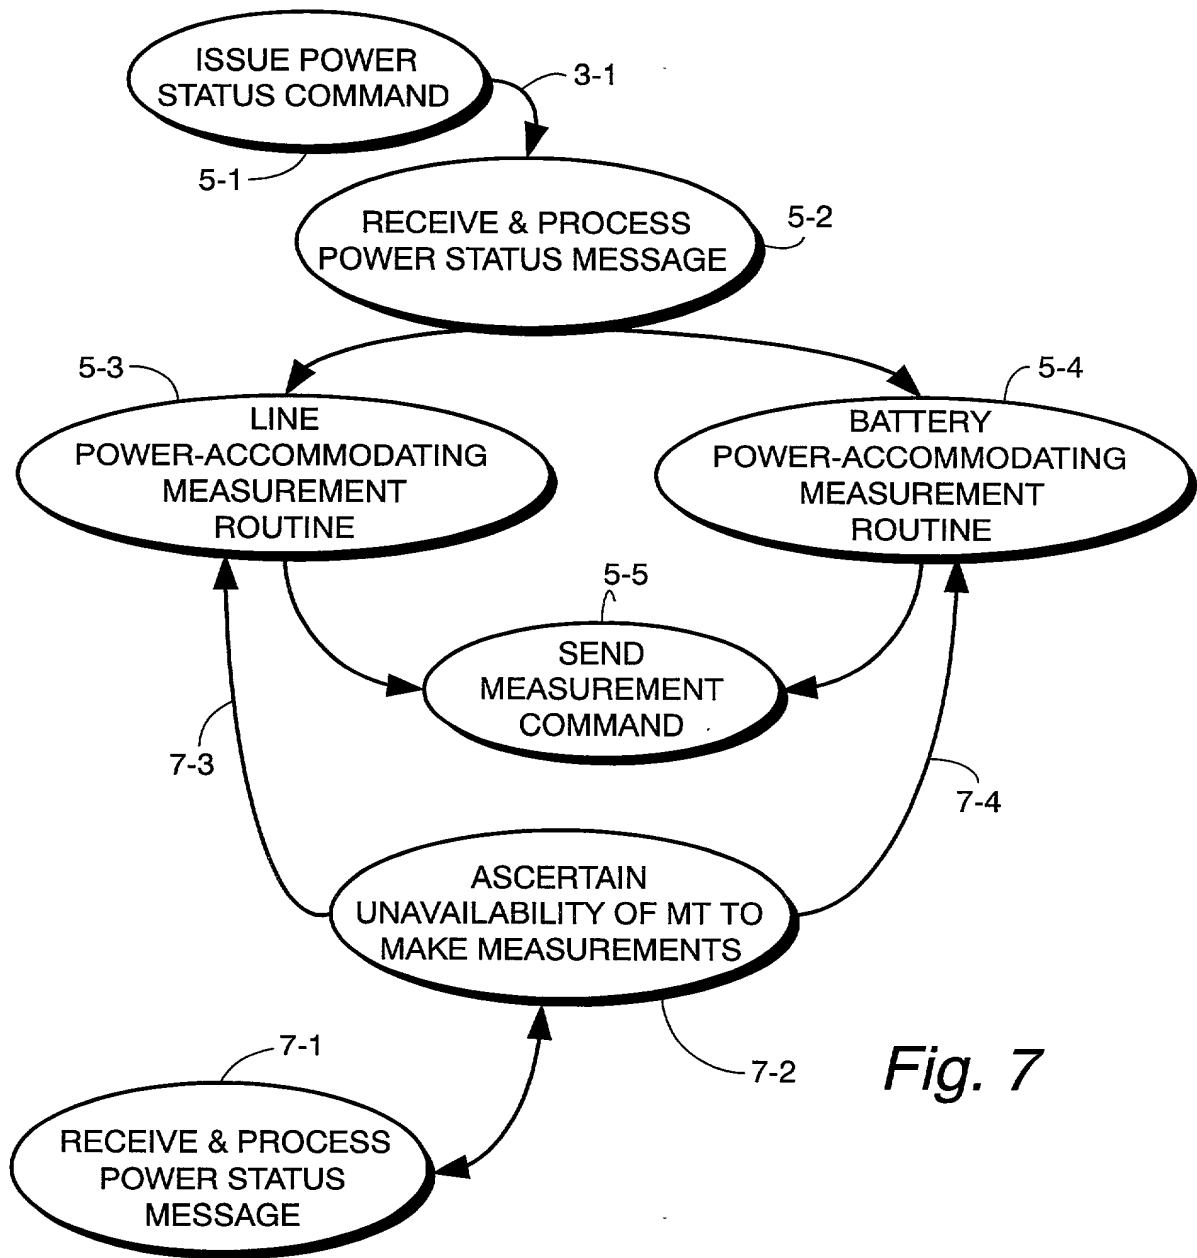 ISSUE POWER
STATUS COMMAND
3-1
5-1
RECEIVE & PROCESS
POWER STATUS MESSAGE
5-2
5-3
LINE
POWER-ACCOMMODATING
MEASUREMENT
ROUTINE
5-4
BATTERY
POWER-ACCOMMODATING
MEASUREMENT
ROUTINE
5-5
SEND
MEASUREMENT
COMMAND
7-3
7-4
ASCERTAIN
UNAVAILABILITY OF MT TO
MAKE MEASUREMENTS
7-2
7-1
RECEIVE & PROCESS
POWER STATUS
MESSAGE
Fig. 7